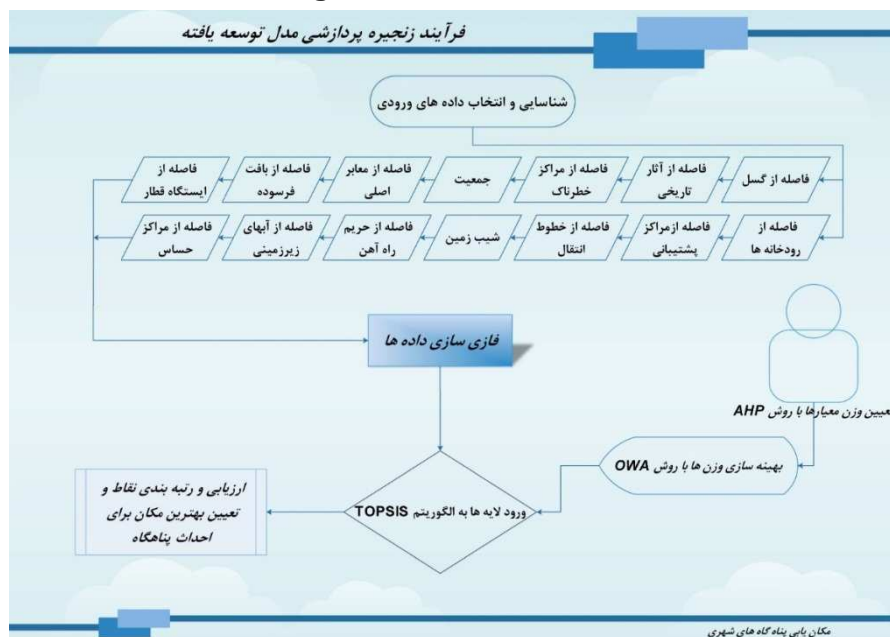 فرآیند زنجیره پردازشی مدل توسعه یافته
شناسایی و انتخاب داده های ورودی
فاصله از گسل
فاصله از آثار
تاریخی
فاصله از مراکز
خطرناک
جمعیت
فاصله از معابر
اصلی
فاصله از بافت
فرسوده
فاصله از
ایستگاه قطار
فاصله از
رودخانه ها
فاصله ازمراکز
پشتیبانی
فاصله از خطوط
انتقال
شیب زمین
فاصله از حریم
راه آهن
فاصله از آبهای
زیرزمینی
فاصله از مراکز
حساس
فازی سازی داده ها
تعیین وزن معیارها با روش AHP
بهینه سازی وزن ها با روش OWA
ورود لایه ها به الگوریتم TOPSIS
ارزیابی و رتبه بندی نقاط و
تعیین بهترین مکان برای
احداث پناهگاه
مکان یابی پناه گاه های شهری